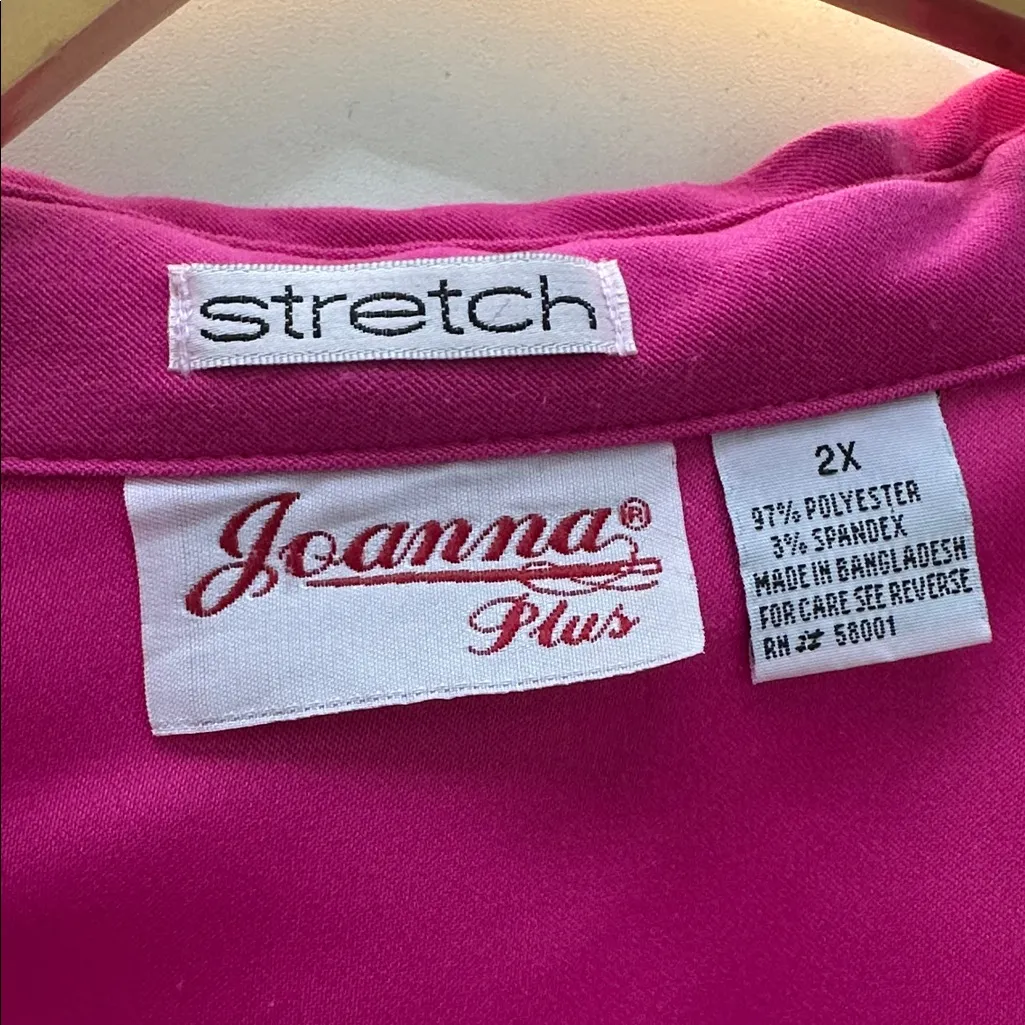 stretch
Joanna®
Plus
2X
97% POLYESTER
3% SPANDEX
MADE IN BANGLADESH
FOR CARE SEE REVERSE
RN # 58001